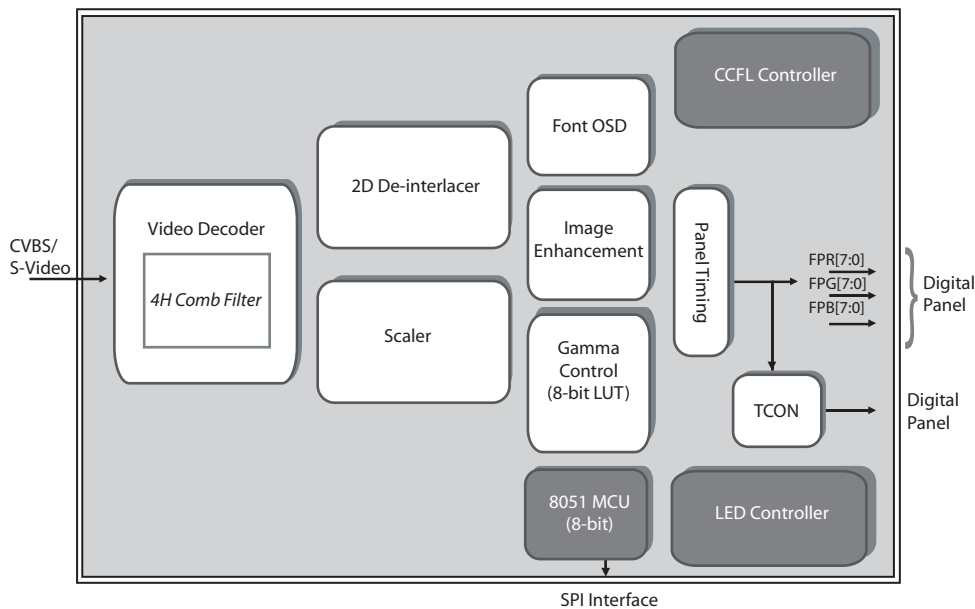 CCFL Controller
Font OSD
2D De-interlacer
Video Decoder
4H Comb Filter
CVBS/
S-Video
Image
Enhancement
Panel Timing
FPR[7:0]
FPG[7:0]
FPB[7:0]
Digital
Panel
Scaler
Gamma
Control
(8-bit LUT)
TCON
Digital
Panel
8051 MCU
(8-bit)
LED Controller
SPI Interface